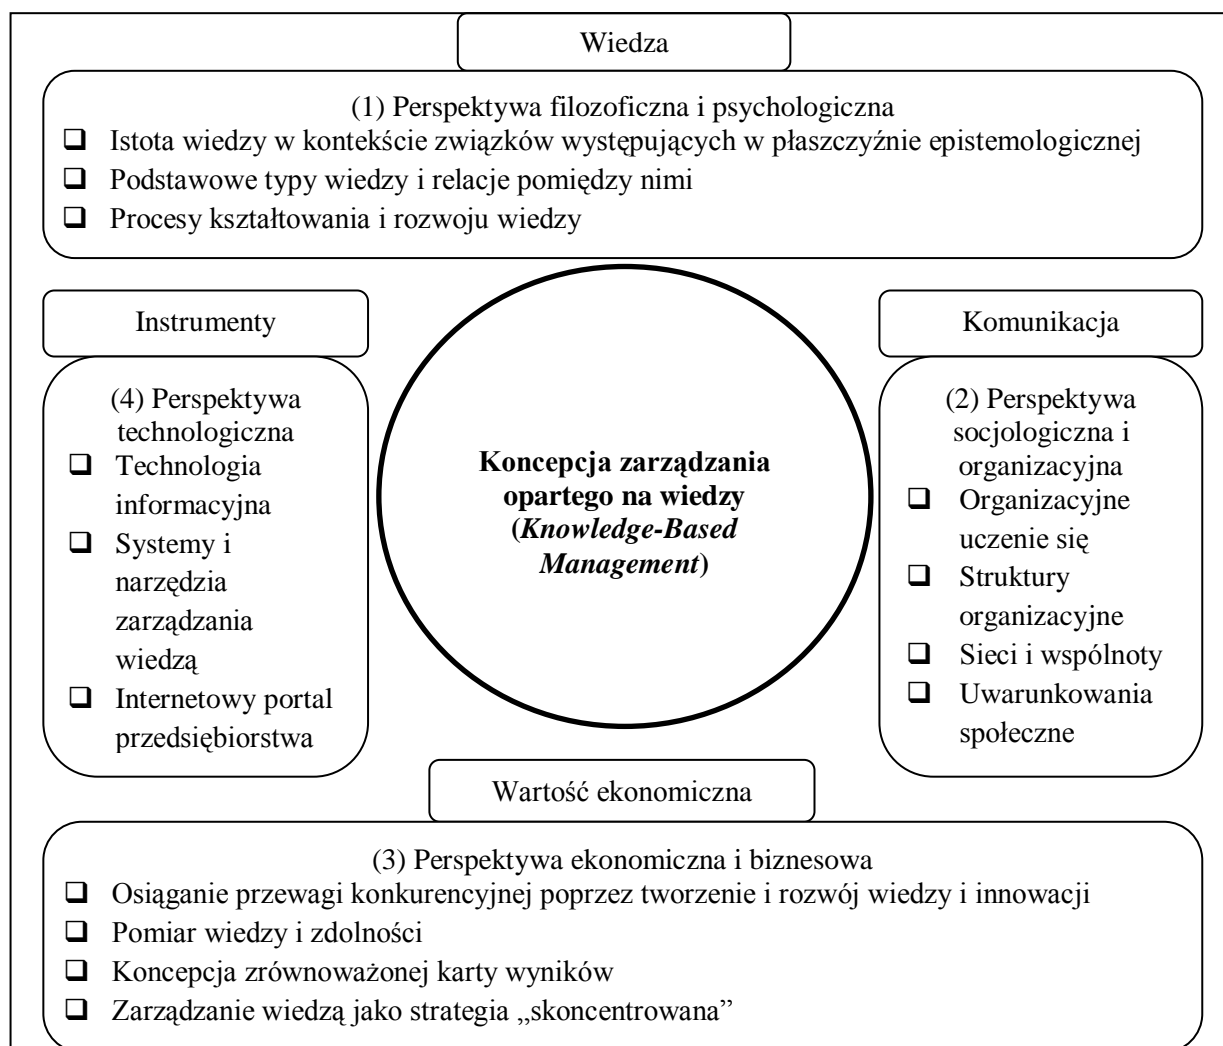 Wiedza
(1) Perspektywa filozoficzna i psychologiczna
❑ Istota wiedzy w kontekście związków występujących w płaszczyźnie epistemologicznej
❑ Podstawowe typy wiedzy i relacje pomiędzy nimi
❑ Procesy kształtowania i rozwoju wiedzy
Instrumenty
(4) Perspektywa
technologiczna
❑ Technologia
informacyjna
❑ Systemy i
narzędzia
zarządzania
wiedzą
❑ Internetowy portal
przedsiębiorstwa
Koncepcja zarządzania
opartego na wiedzy
(Knowledge-Based
Management)
Komunikacja
(2) Perspektywa
socjologiczna i
organizacyjna
❑ Organizacyjne
uczenie się
❑ Struktury
organizacyjne
❑ Sieci i wspólnoty
❑ Uwarunkowania
społeczne
Wartość ekonomiczna
(3) Perspektywa ekonomiczna i biznesowa
❑ Osiąganie przewagi konkurencyjnej poprzez tworzenie i rozwój wiedzy i innowacji
❑ Pomiar wiedzy i zdolności
❑ Koncepcja zrównoważonej karty wyników
❑ Zarządzanie wiedzą jako strategia „skoncentrowana”